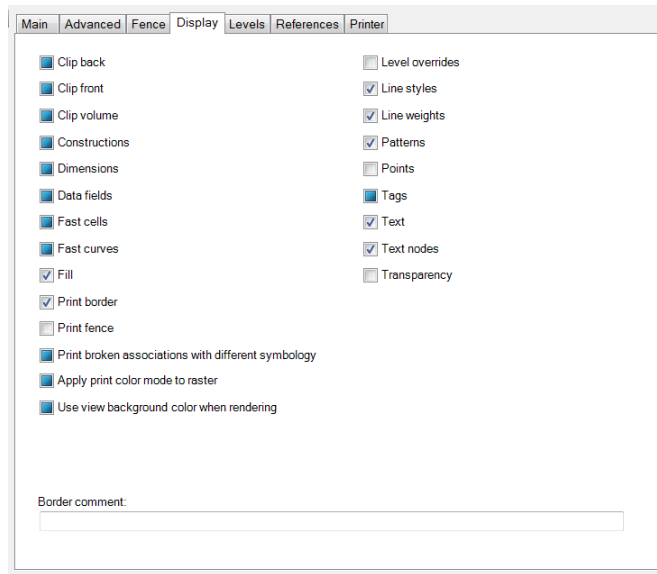 Main Advanced Fence Display Levels References Printer
Clip back
Clip front
Clip volume
Constructions
Dimensions
Data fields
Fast cells
Fast curves
Fill
Print border
Print fence
Print broken associations with different symbology
Apply print color mode to raster
Use view background color when rendering
Level overrides
Line styles
Line weights
Patterns
Points
Tags
Text
Text nodes
Transparency
Border comment: